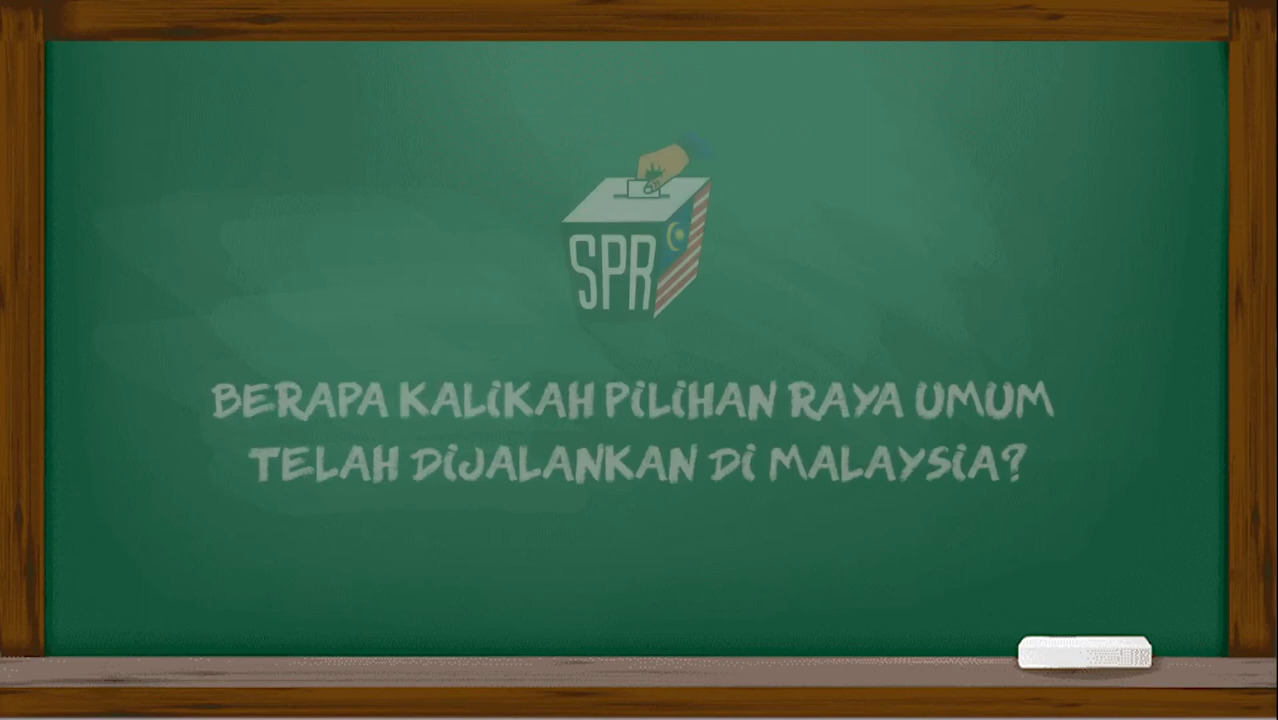 SPR
BERAPA KALIKAH PILIHAN RAYA UMUM
TELAH DIJALANKAN DI MALAYSIA?